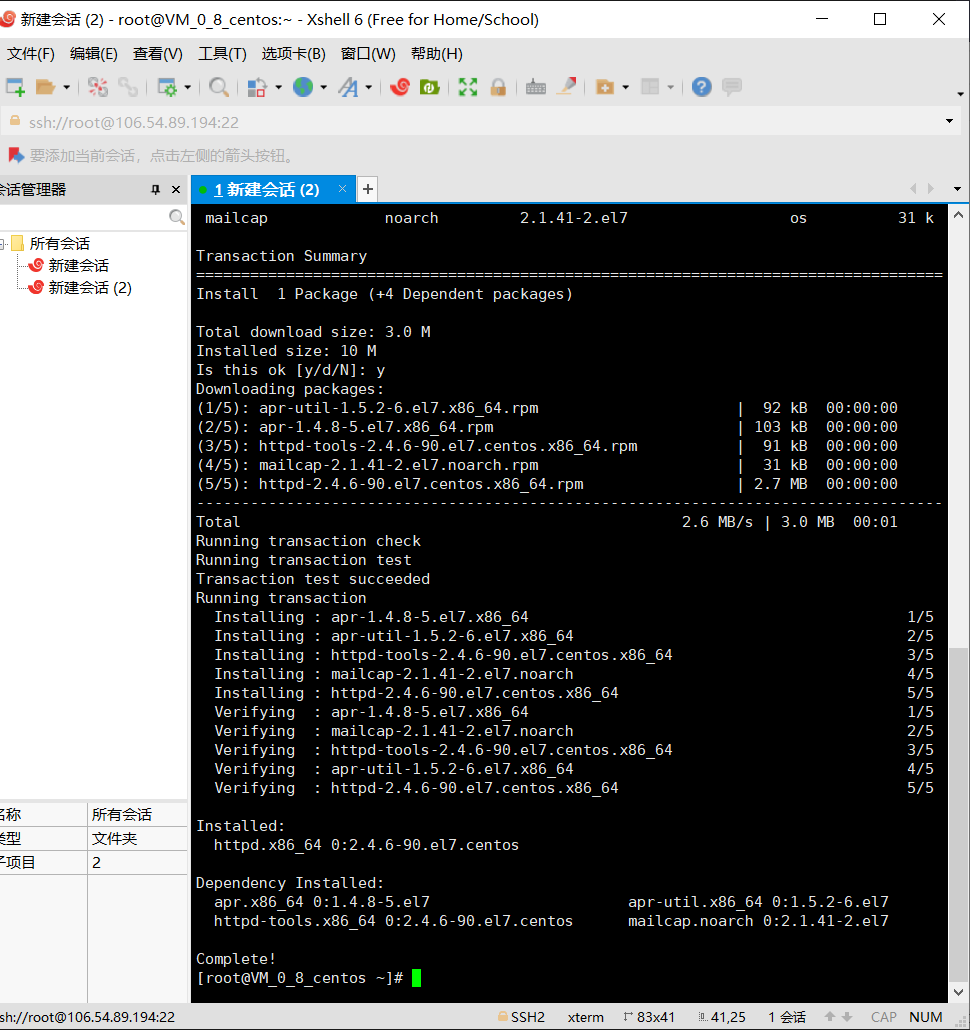 新建会话 (2) - root@VM_0_8_centos:~ - Xshell 6 (Free for Home/School)
文件(F) 编辑(E) 查看(V) 工具(T) 选项卡(B) 窗口(W) 帮助(H)
ssh://root@106.54.89.194:22
要添加当前会话，点击左侧的箭头按钮。
会话管理器
1 新建会话 (2)
所有会话
新建会话
新建会话 (2)
名称 所有会话
类型 文件夹
子项目 2
mailcap noarch 2.1.41-2.el7 os 31 k
Transaction Summary
================================================================================
Install 1 Package (+4 Dependent packages)
Total download size: 3.0 M
Installed size: 10 M
Is this ok [y/d/N]: y
Downloading packages:
(1/5): apr-util-1.5.2-6.el7.x86_64.rpm | 92 kB 00:00:00
(2/5): apr-1.4.8-5.el7.x86_64.rpm | 103 kB 00:00:00
(3/5): httpd-tools-2.4.6-90.el7.centos.x86_64.rpm | 91 kB 00:00:00
(4/5): mailcap-2.1.41-2.el7.noarch.rpm | 31 kB 00:00:00
(5/5): httpd-2.4.6-90.el7.centos.x86_64.rpm | 2.7 MB 00:00:00
--------------------------------------------------------------------------------
Total 2.6 MB/s | 3.0 MB 00:01
Running transaction check
Running transaction test
Transaction test succeeded
Running transaction
Installing : apr-1.4.8-5.el7.x86_64 1/5
Installing : apr-util-1.5.2-6.el7.x86_64 2/5
Installing : httpd-tools-2.4.6-90.el7.centos.x86_64 3/5
Installing : mailcap-2.1.41-2.el7.noarch 4/5
Installing : httpd-2.4.6-90.el7.centos.x86_64 5/5
Verifying : apr-1.4.8-5.el7.x86_64 1/5
Verifying : mailcap-2.1.41-2.el7.noarch 2/5
Verifying : httpd-tools-2.4.6-90.el7.centos.x86_64 3/5
Verifying : apr-util-1.5.2-6.el7.x86_64 4/5
Verifying : httpd-2.4.6-90.el7.centos.x86_64 5/5
Installed:
httpd.x86_64 0:2.4.6-90.el7.centos
Dependency Installed:
apr.x86_64 0:1.4.8-5.el7 apr-util.x86_64 0:1.5.2-6.el7
httpd-tools.x86_64 0:2.4.6-90.el7.centos mailcap.noarch 0:2.1.41-2.el7
Complete!
[root@VM_0_8_centos ~]#
sh://root@106.54.89.194:22 SSH2 xterm 83x41 41,25 1 会话 CAP NUM